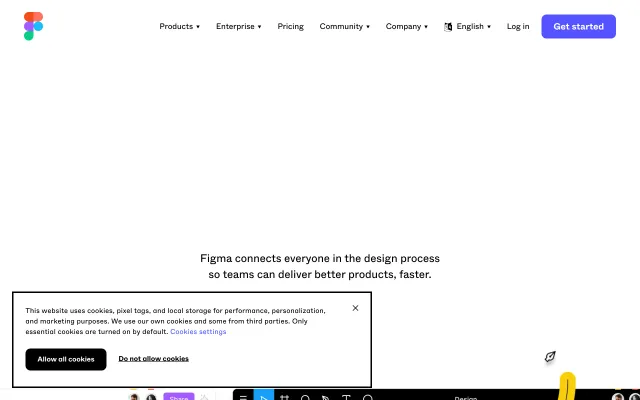 Products ▾ Enterprise ▾ Pricing Community ▾ Company ▾ English ▾ Log in Get started
Figma connects everyone in the design process
so teams can deliver better products, faster.
This website uses cookies, pixel tags, and local storage for performance, personalization,
and marketing purposes. We use our own cookies and some from third parties. Only
essential cookies are turned on by default. Cookies settings
Allow all cookies Do not allow cookies
Share Design